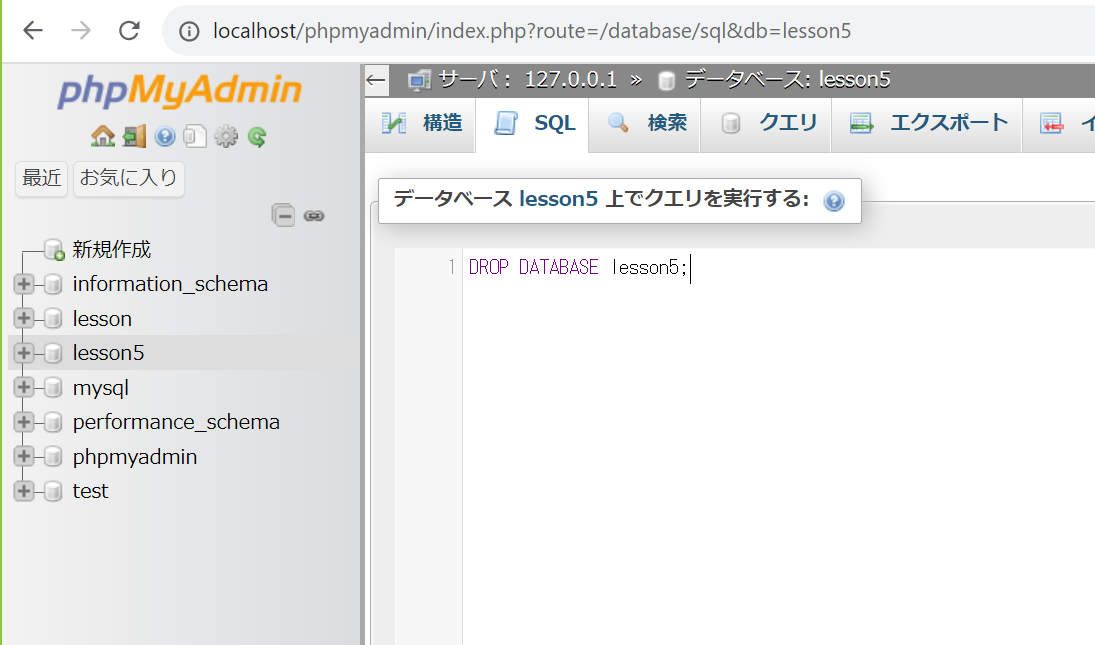 localhost/phpmyadmin/index.php?route=/database/sql&db=lesson5
phpMyAdmin
最近 お気に入り
新規作成
information_schema
lesson
lesson5
mysql
performance_schema
phpmyadmin
test
← サーバ: 127.0.0.1 » データベース: lesson5
構造 SQL 検索 クエリ エクスポート イ
データベース lesson5 上でクエリを実行する:
1 DROP DATABASE lesson5;